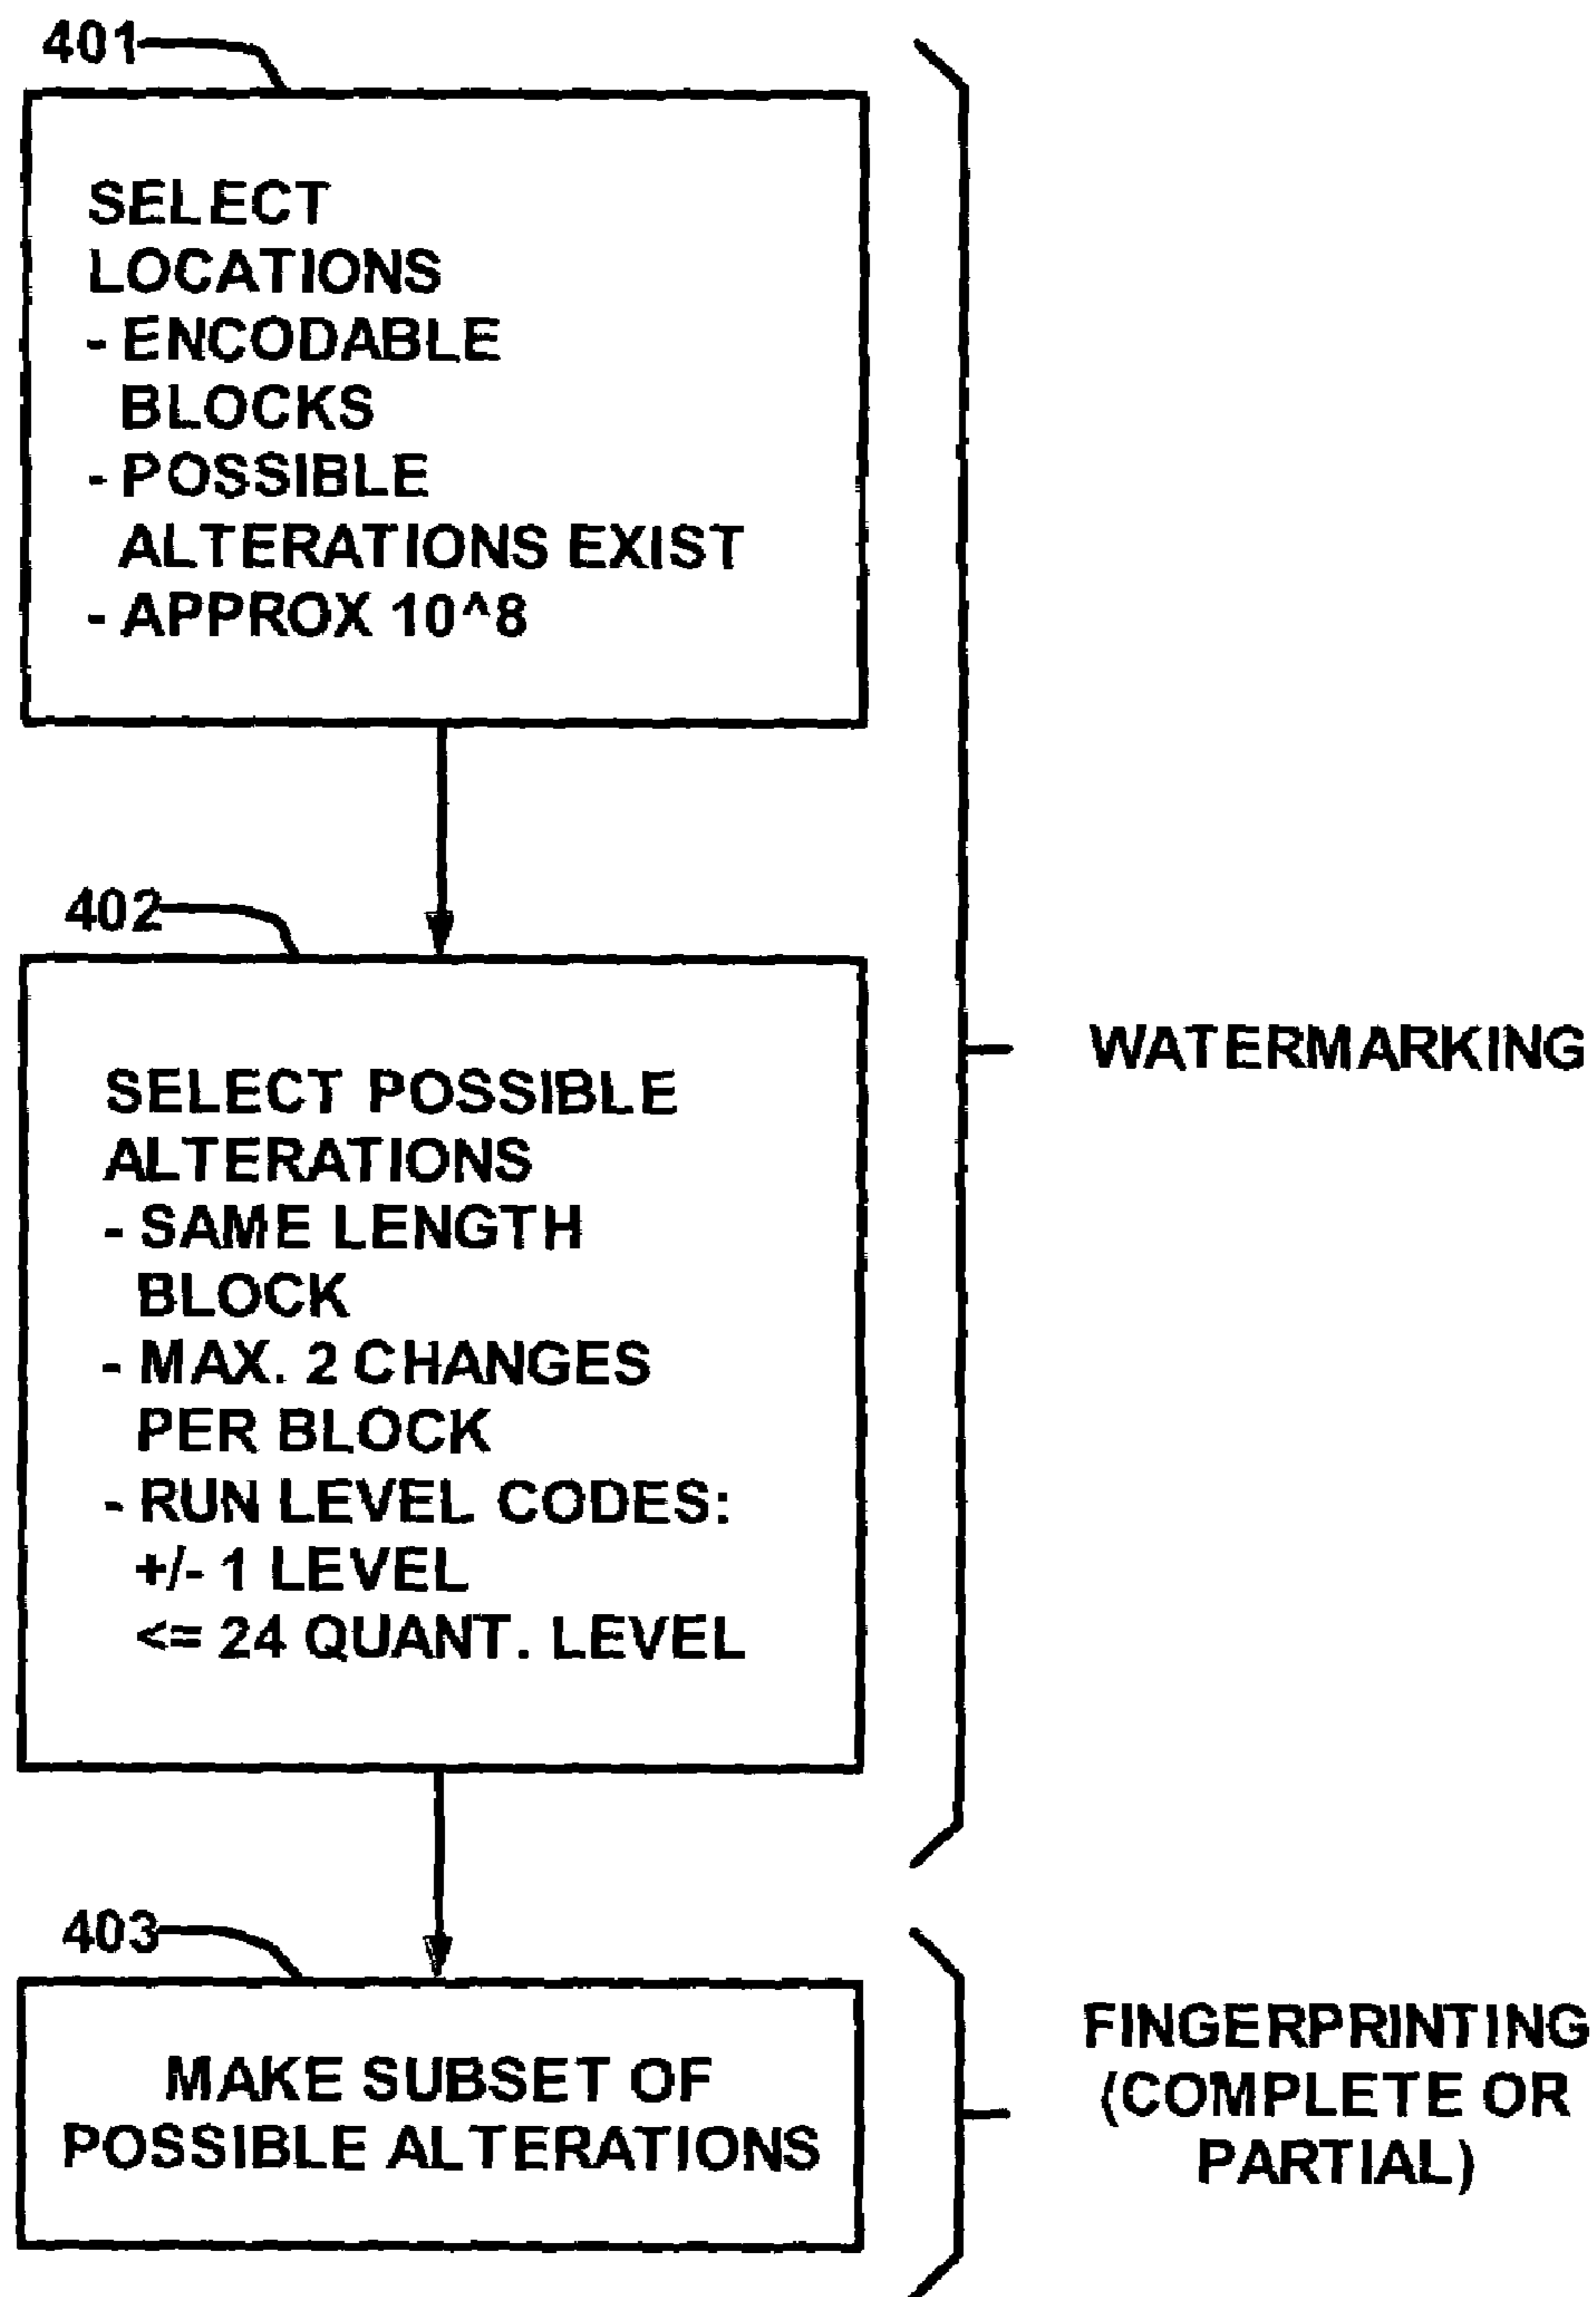 401
SELECT
LOCATIONS
- ENCODABLE
BLOCKS
- POSSIBLE
ALTERATIONS EXIST
- APPROX 10^8
402
SELECT POSSIBLE
ALTERATIONS
- SAME LENGTH
BLOCK
- MAX. 2 CHANGES
PER BLOCK
- RUN LEVEL CODES:
+/- 1 LEVEL
<= 24 QUANT. LEVEL
WATERMARKING
403
MAKE SUBSET OF
POSSIBLE ALTERATIONS
FINGERPRINTING
(COMPLETE OR
PARTIAL)